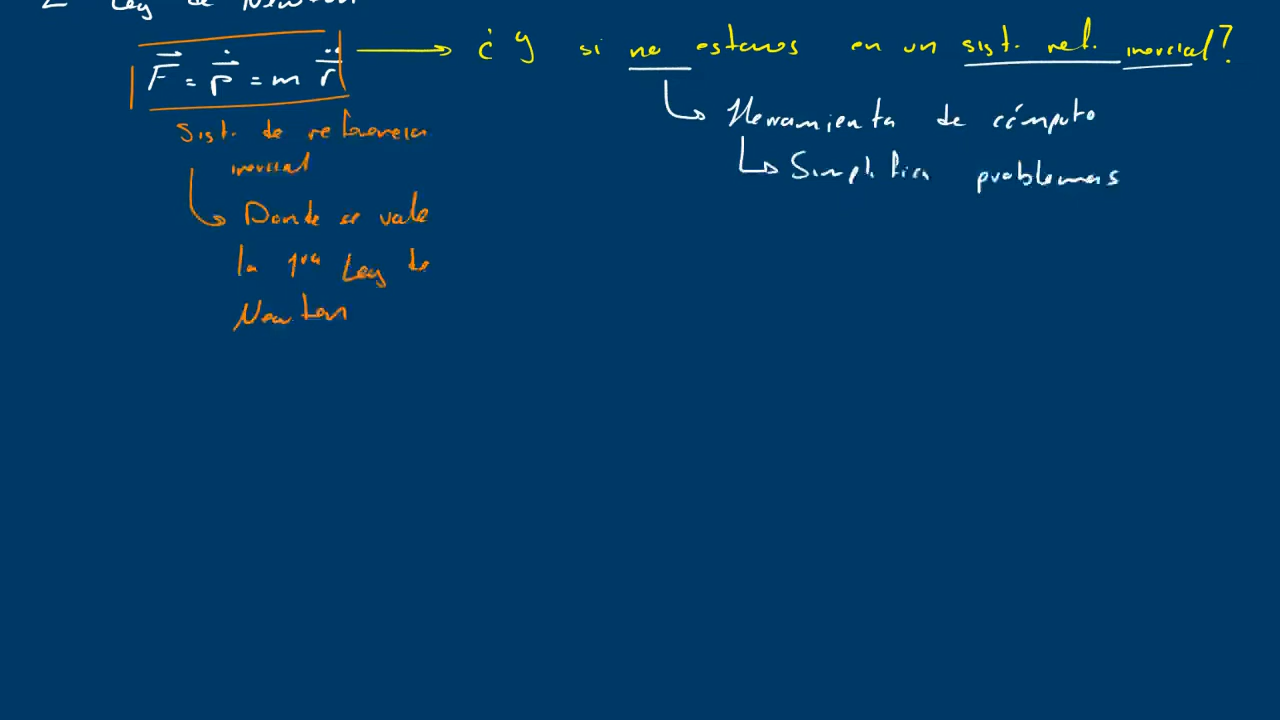 2ª Ley de Newton
F = ṗ = m r̈ → ¿ Y si no estamos en un sist. ref. inercial?
Sist. de referencia
inercial
Donde se vale
la 1ra Ley de
Newton
Herramienta de cómputo
Simplifica problemas